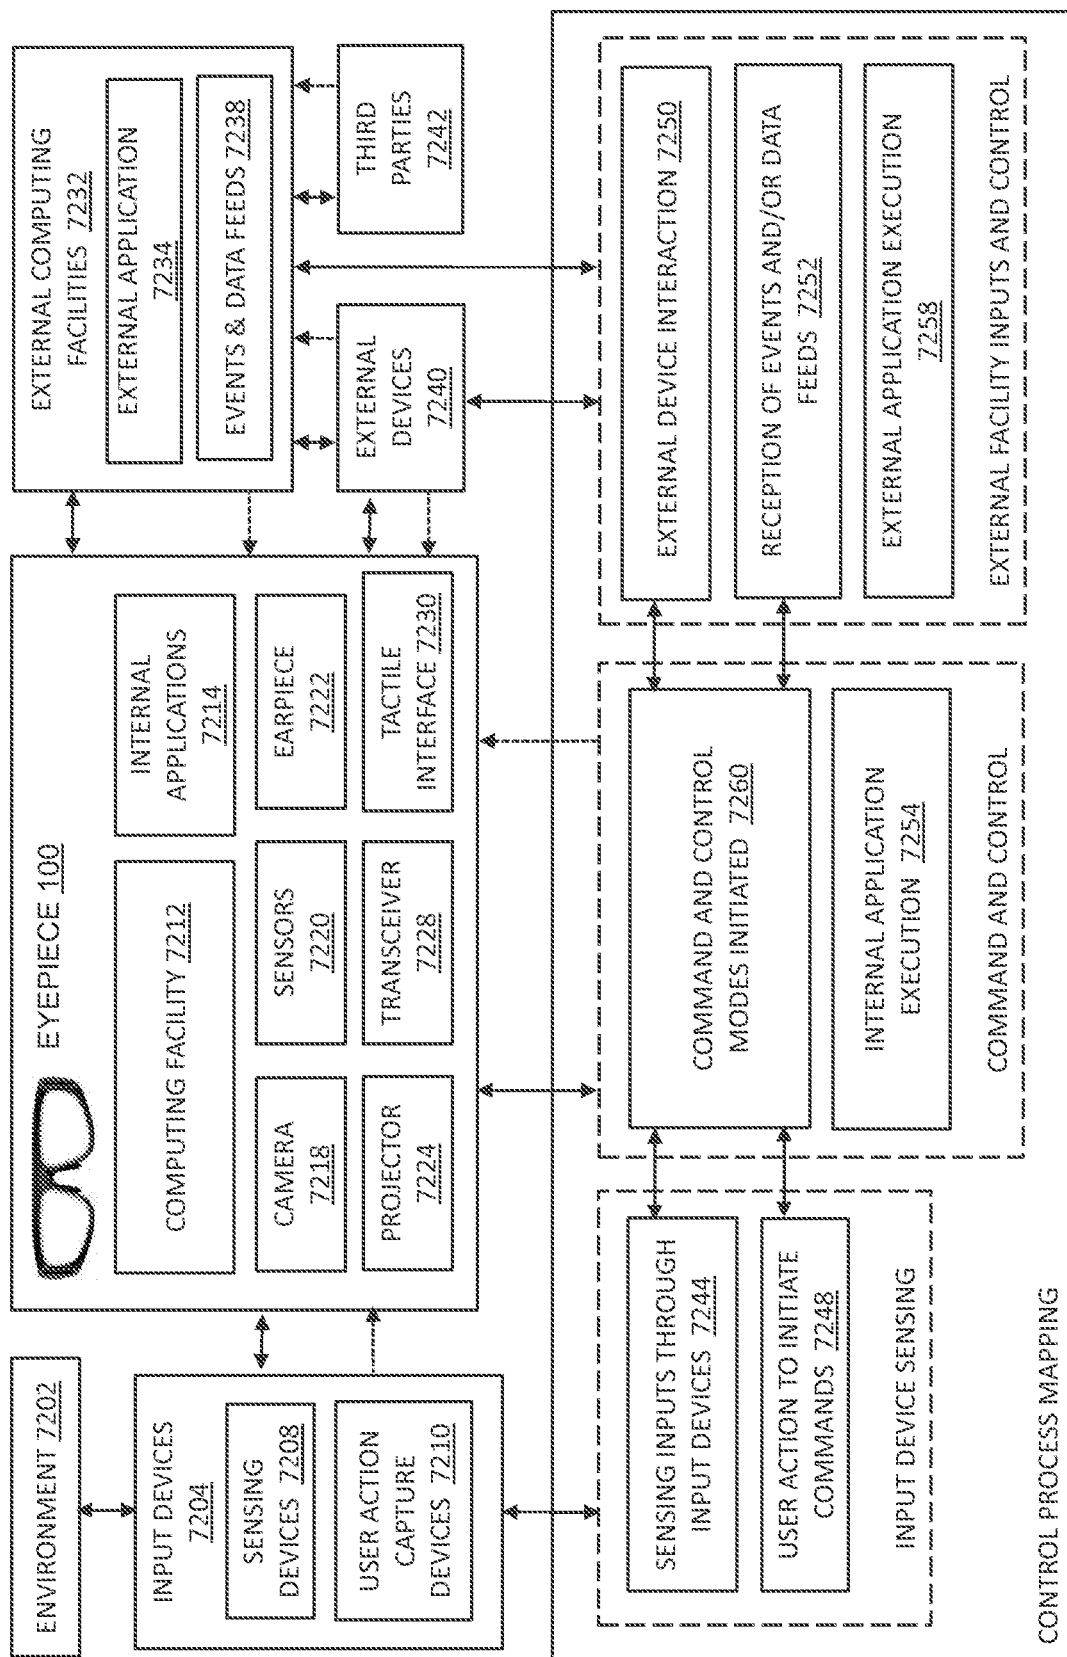 ENVIRONMENT 7202
INPUT DEVICES
7204
SENSING
DEVICES 7208
USER ACTION
CAPTURE
DEVICES 7210
EYEPIECE 100
COMPUTING FACILITY 7212
INTERNAL
APPLICATIONS
7214
CAMERA
7218
SENSORS
7220
EARPIECE
7222
PROJECTOR
7224
TRANSCEIVER
7228
TACTILE
INTERFACE 7230
EXTERNAL COMPUTING
FACILITIES 7232
EXTERNAL APPLICATION
7234
EVENTS & DATA FEEDS 7238
EXTERNAL
DEVICES
7240
THIRD
PARTIES
7242
SENSING INPUTS THROUGH
INPUT DEVICES 7244
USER ACTION TO INITIATE
COMMANDS 7248
INPUT DEVICE SENSING
COMMAND AND CONTROL
MODES INITIATED 7260
INTERNAL APPLICATION
EXECUTION 7254
COMMAND AND CONTROL
EXTERNAL DEVICE INTERACTION 7250
RECEPTION OF EVENTS AND/OR DATA
FEEDS 7252
EXTERNAL APPLICATION EXECUTION
7258
EXTERNAL FACILITY INPUTS AND CONTROL
CONTROL PROCESS MAPPING